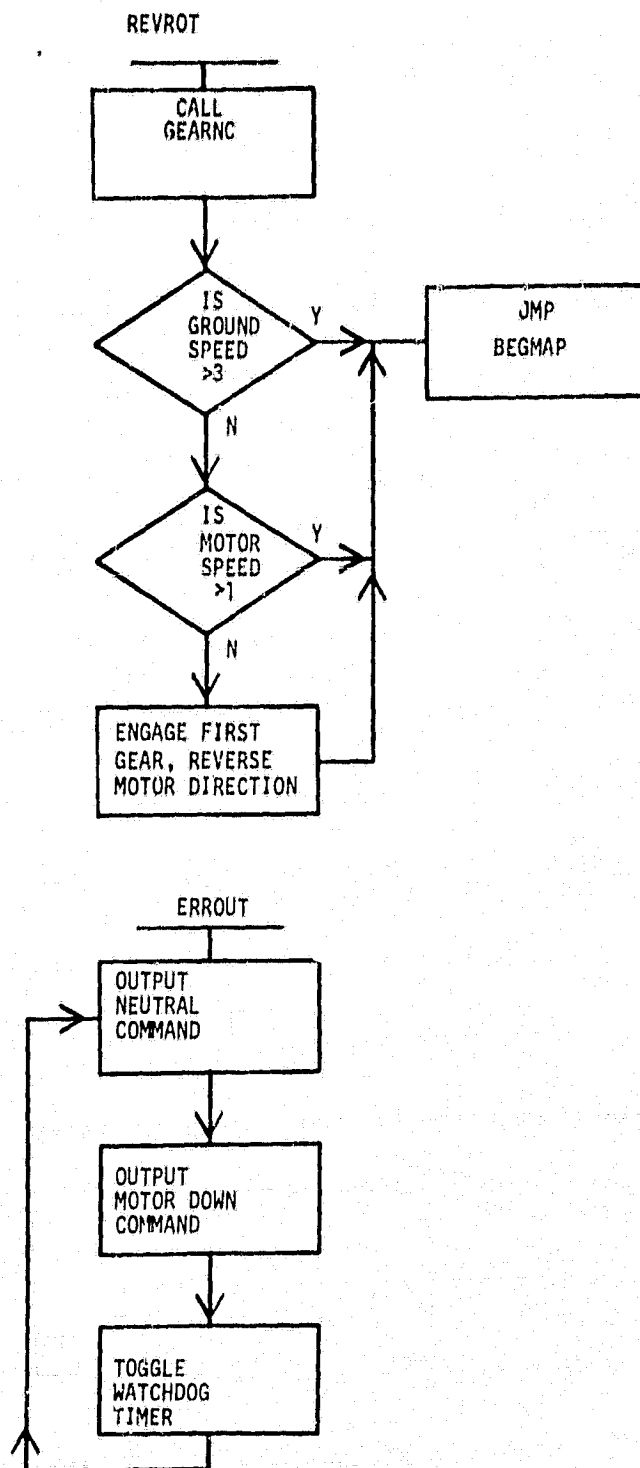 REVROT
CALL
GEARNC
IS
GROUND
SPEED
>3
Y
JMP
BEGMAP
N
IS
MOTOR
SPEED
>1
Y
N
ENGAGE FIRST
GEAR, REVERSE
MOTOR DIRECTION
ERROUT
OUTPUT
NEUTRAL
COMMAND
OUTPUT
MOTOR DOWN
COMMAND
TOGGLE
WATCHDOG
TIMER